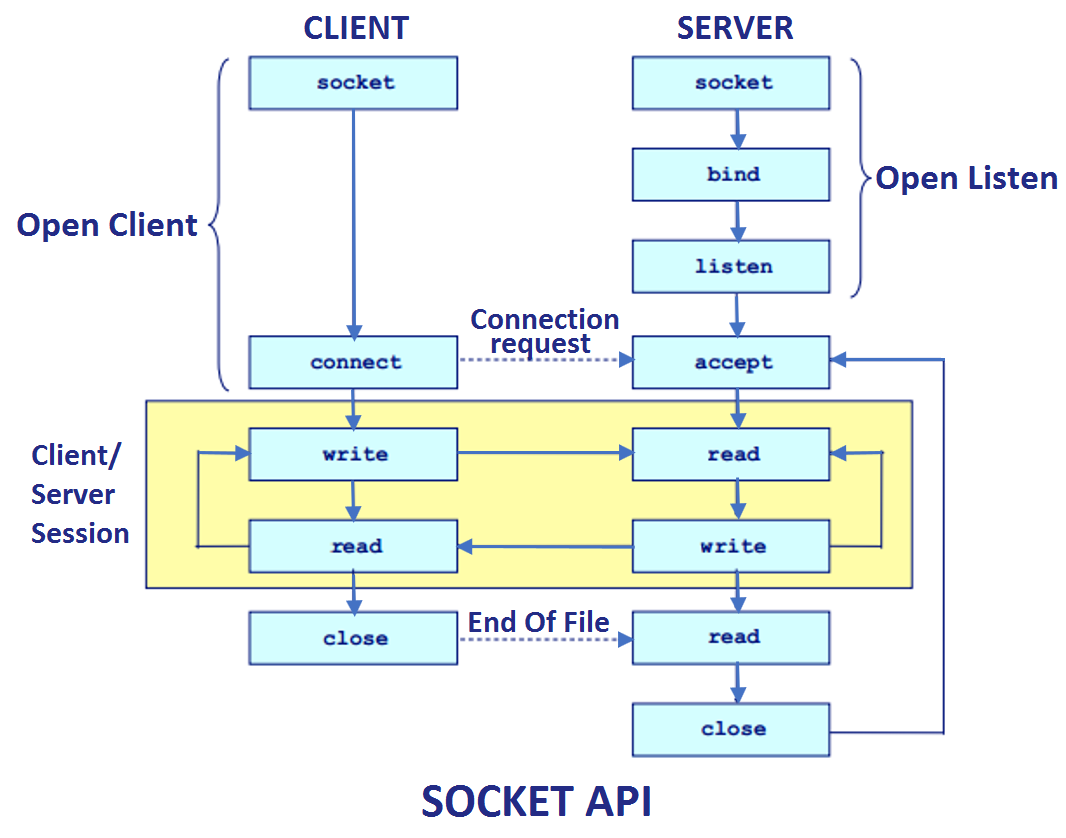 CLIENT
SERVER
socket
socket
bind
Open Listen
Open Client
listen
Connection
request
connect
accept
Client/
Server
Session
write
read
read
write
End Of File
close
read
close
SOCKET API